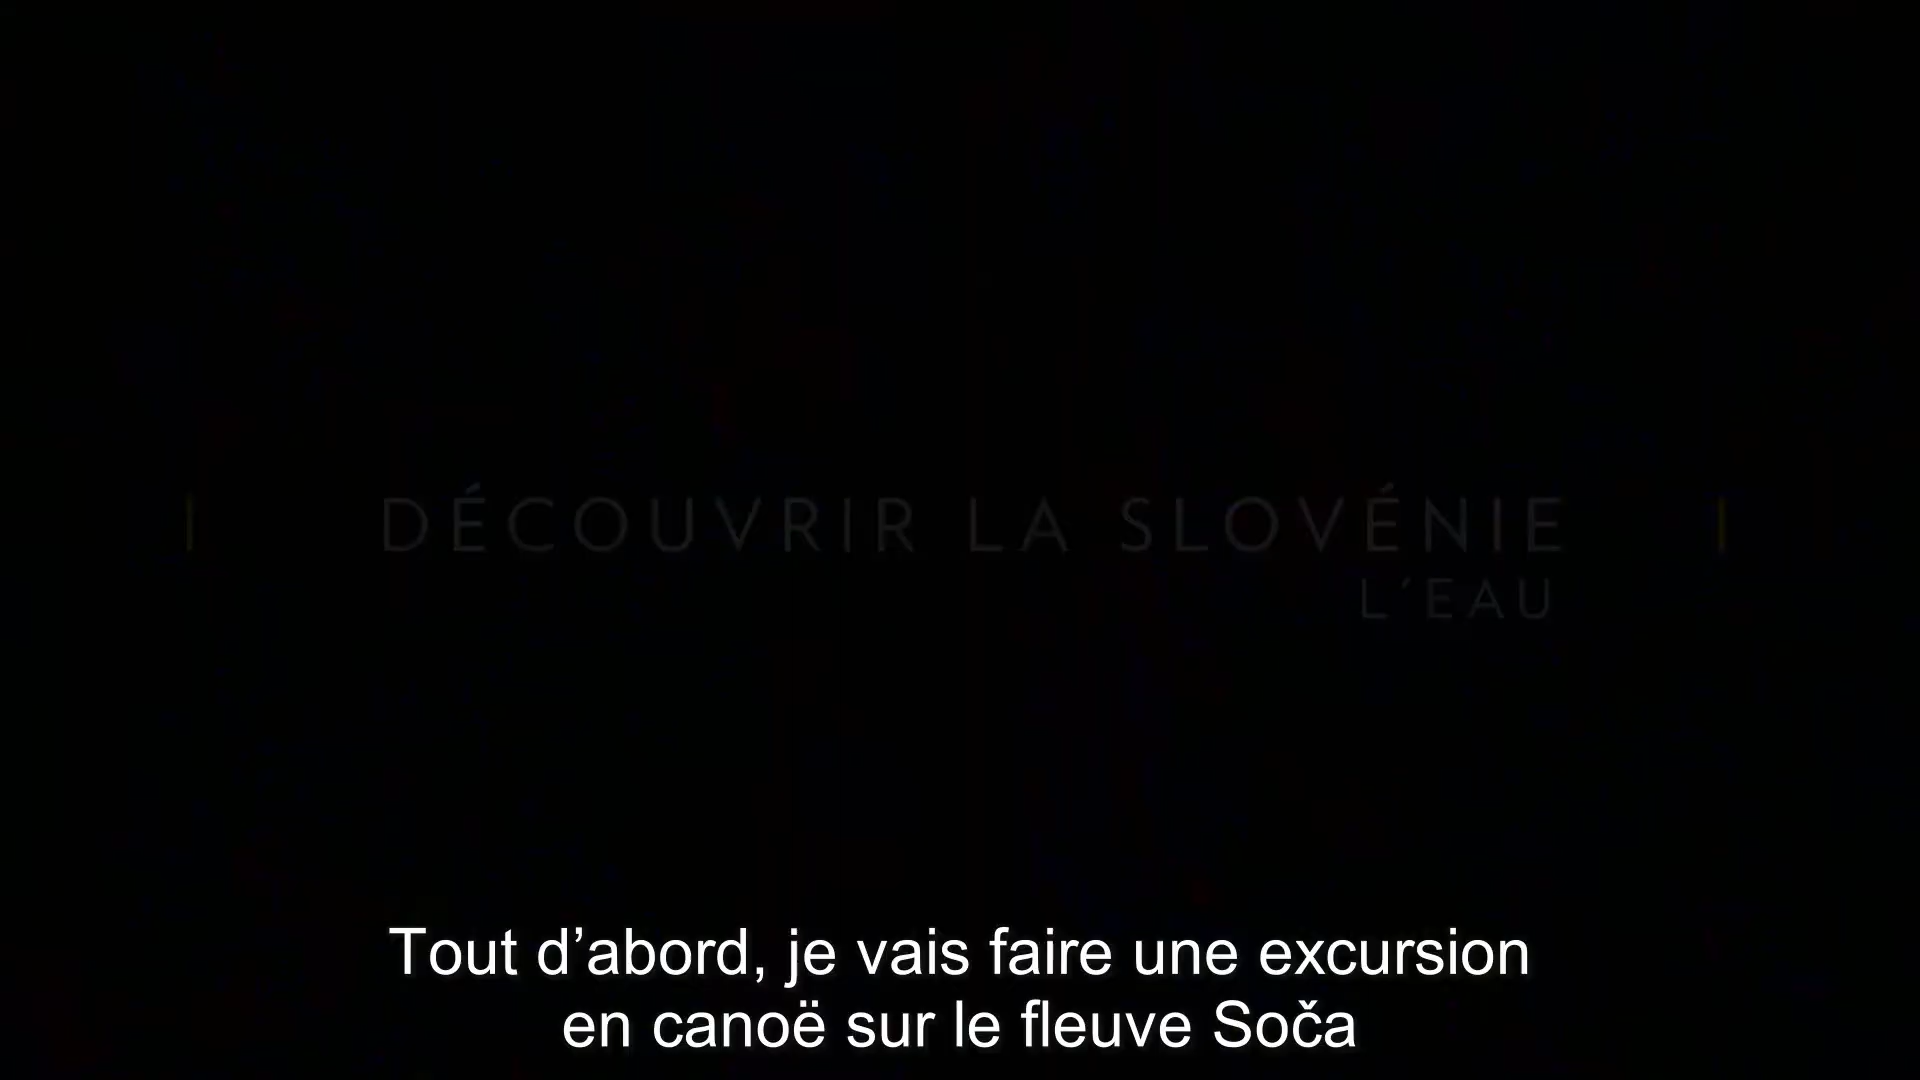 DÉCOUVRIR LA SLOVÉNIE
L'EAU
Tout d’abord, je vais faire une excursion
en canoë sur le fleuve Soča